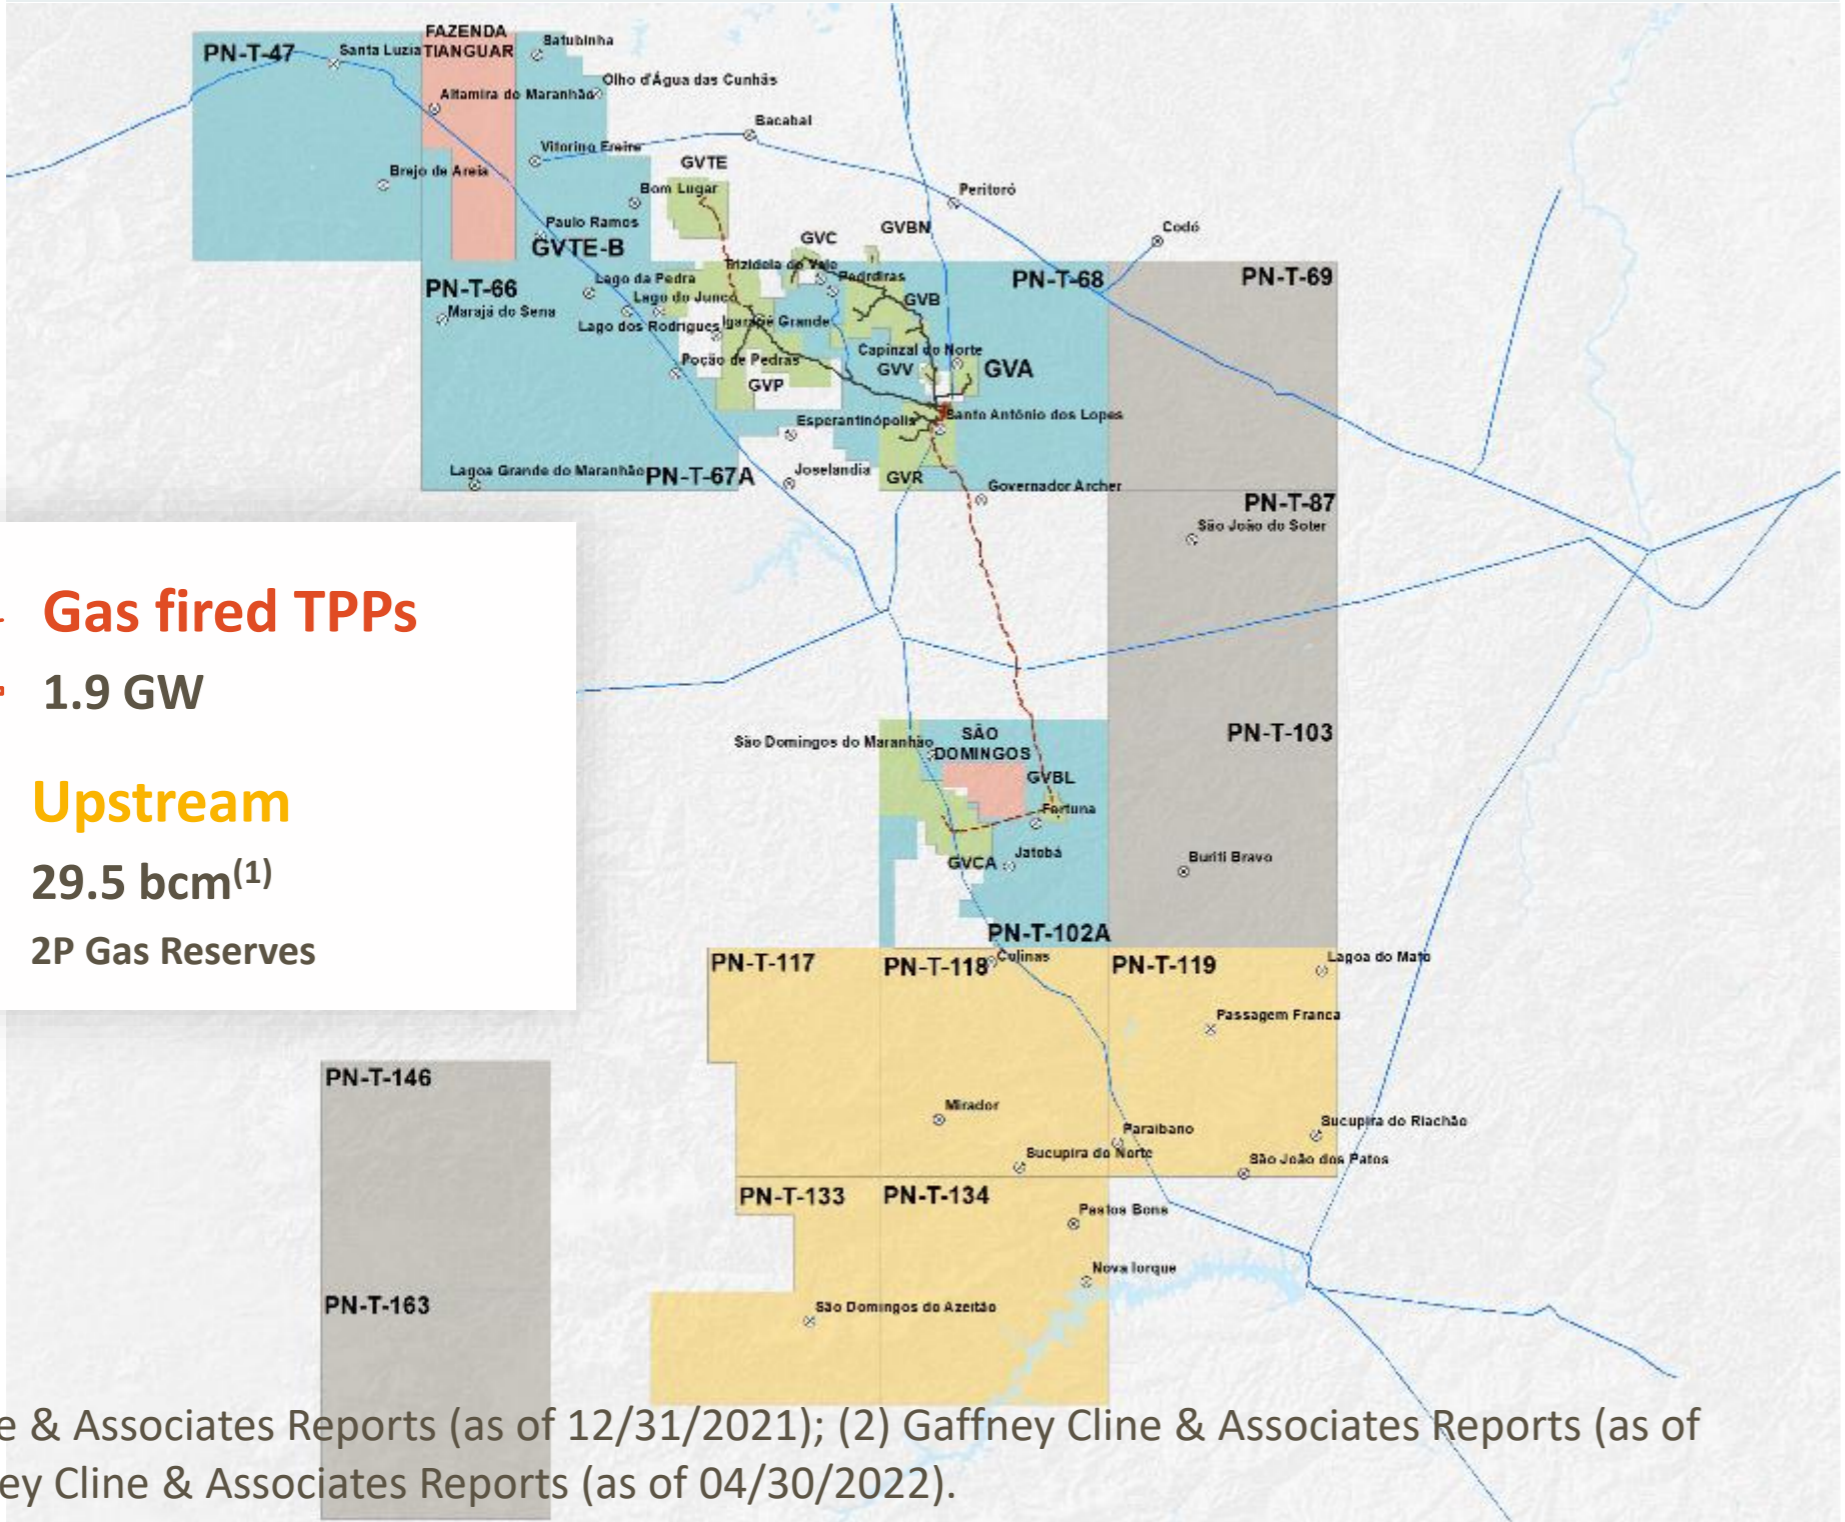 FAZENDA
TIANGUAR
PN-T-47
Santa Luzia
Satubinha
Olho d'Água das Cunhãs
Altamira do Maranhão
Bacabal
Vitorino Freire
GVTE
Brejo de Areia
Bom Lugar
Peritoró
Paulo Ramos
GVTE-B
GVC
GVBN
Codó
Trizidela do Vale
Pedrdiras
PN-T-68
PN-T-69
PN-T-66
Lago da Pedra
Lago do Junco
GVB
Marajá do Sena
Lago dos Rodrigues
Igarapé Grande
Capinzal do Norte
Poção de Pedras
GVV
GVA
GVP
Esperantinópolis
Santo Antônio dos Lopes
Lagoa Grande do Maranhão
PN-T-67A
Joselandia
GVR
Governador Archer
PN-T-87
São João do Soter
Gas fired TPPs
1.9 GW
Upstream
29.5 bcm(1)
2P Gas Reserves
São Domingos do Maranhão
SÃO
DOMINGOS
PN-T-103
GVBL
Fortuna
GVCA
Jatobá
Buriti Bravo
PN-T-102A
PN-T-117
PN-T-118
Colinas
PN-T-119
Lagoa do Mato
Passagem Franca
PN-T-146
Mirador
Paraibano
Sucupira do Riachão
Sucupira do Norte
São João dos Patos
PN-T-133
PN-T-134
Pastos Bons
Nova Iorque
PN-T-163
São Domingos do Azeitão
e & Associates Reports (as of 12/31/2021); (2) Gaffney Cline & Associates Reports (as of
ey Cline & Associates Reports (as of 04/30/2022).